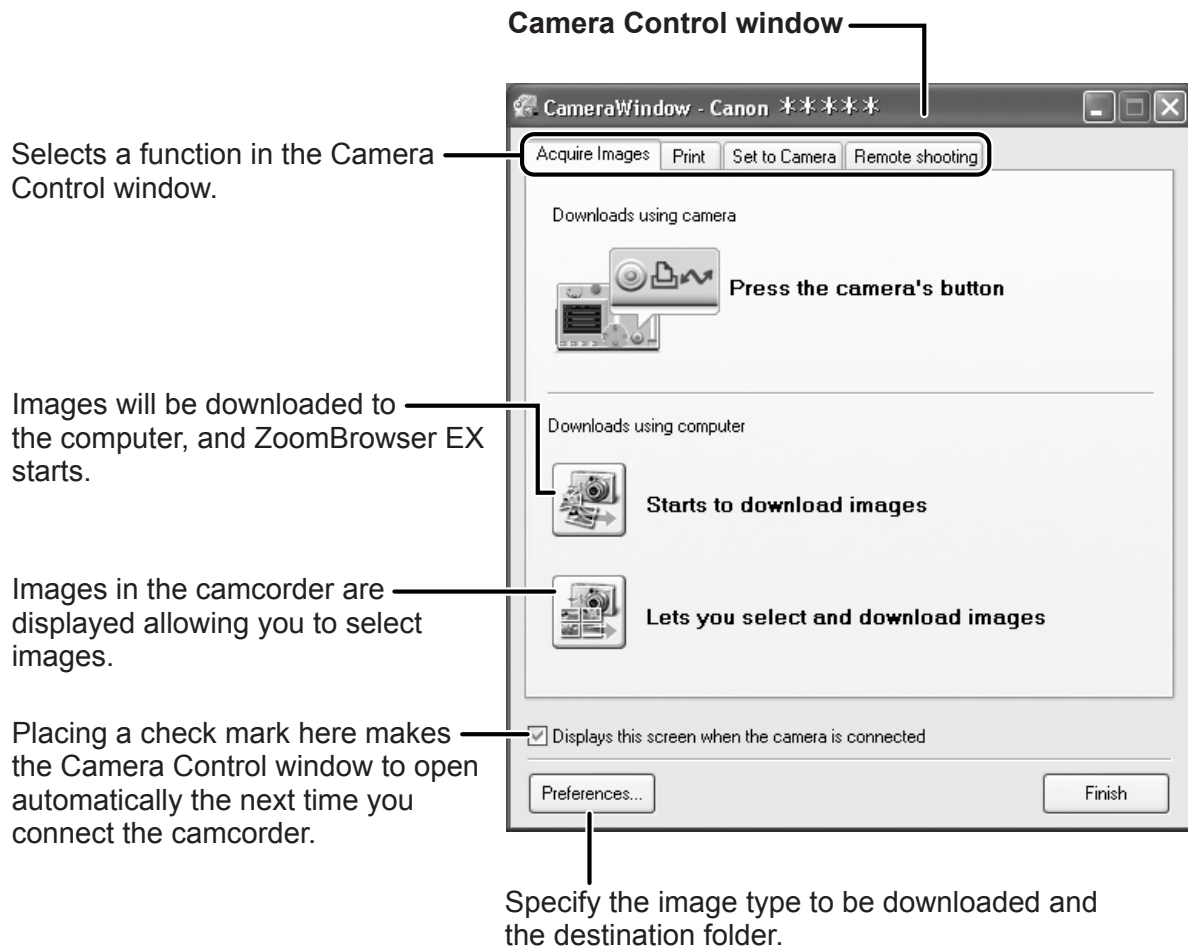 Camera Control window
CameraWindow - Canon *****
Selects a function in the Camera
Control window.
Acquire Images Print Set to Camera Remote shooting
Downloads using camera
Press the camera's button
Images will be downloaded to
the computer, and ZoomBrowser EX
starts.
Downloads using computer
Starts to download images
Images in the camcorder are
displayed allowing you to select
images.
Lets you select and download images
Placing a check mark here makes
the Camera Control window to open
automatically the next time you
connect the camcorder.
Displays this screen when the camera is connected
Preferences... Finish
Specify the image type to be downloaded and
the destination folder.